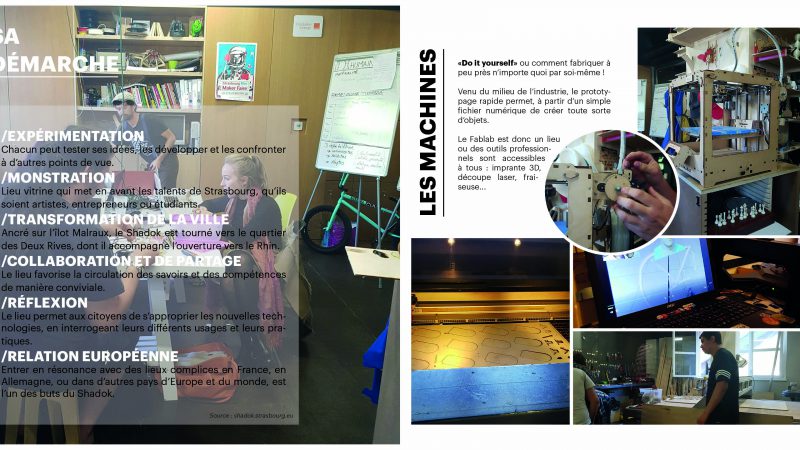 SA
DÉMARCHE
/EXPÉRIMENTATION
Chacun peut tester ses idées, les développer et les confronter
à d'autres points de vue.
/MONSTRATION
Lieu vitrine qui met en avant les talents de Strasbourg, qu'ils
soient artistes, entrepreneurs ou étudiants.
/TRANSFORMATION DE LA VILLE
Ancré sur l'îlot Malraux, le Shadok est tourné vers le quartier
des Deux Rives, dont il accompagne l'ouverture vers le Rhin.
/COLLABORATION ET DE PARTAGE
Le lieu favorise la circulation des savoirs et des compétences
de manière conviviale.
/RÉFLEXION
Le lieu permet aux citoyens de s'approprier les nouvelles tech-
nologies, en interrogeant leurs différents usages et leurs pra-
tiques.
/RELATION EUROPÉENNE
Entrer en résonance avec des lieux complices en France, en
Allemagne, ou dans d'autres pays d'Europe et du monde, est
l'un des buts du Shadok.
Source : shadok.strasbourg.eu
Maker Faire
LES MACHINES
«Do it yourself» ou comment fabriquer à
peu près n'importe quoi par soi-même !
Venu du milieu de l'industrie, le prototy-
page rapide permet, à partir d'un simple
fichier numérique de créer toute sorte
d'objets.
Le Fablab est donc un lieu
ou des outils profession-
nels sont accessibles
à tous : imprante 3D,
découpe laser, frai-
seuse...